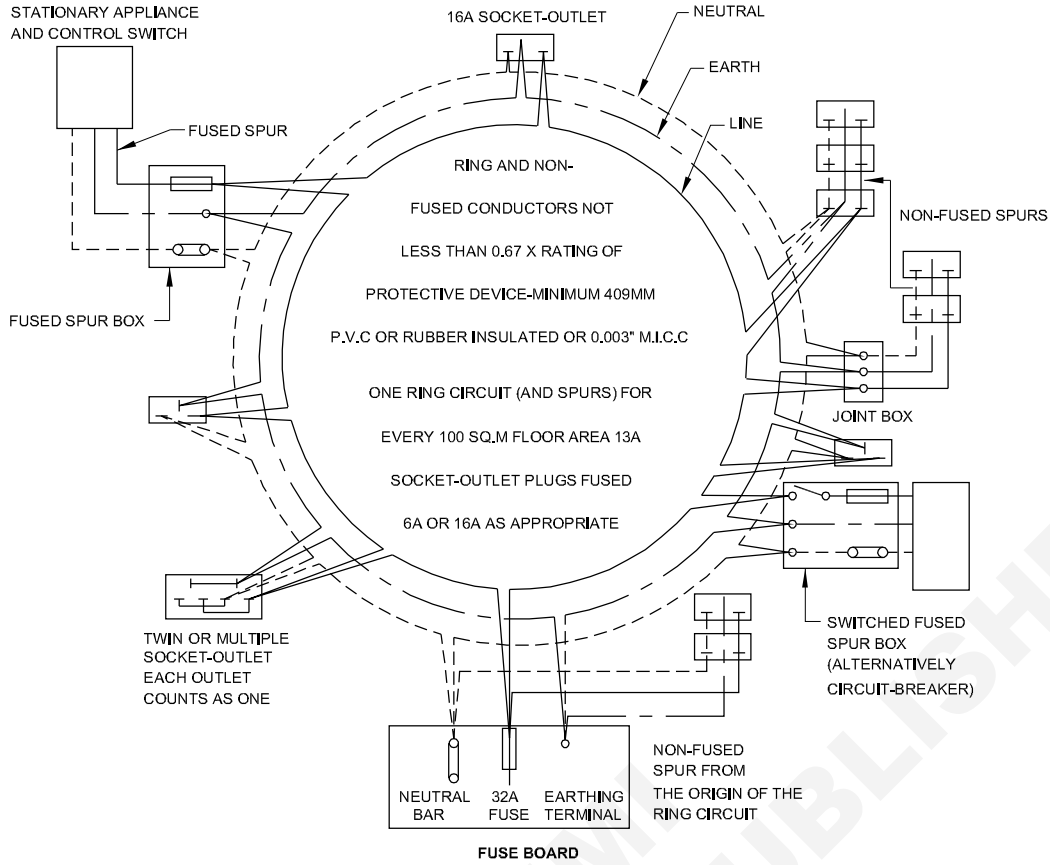 STATIONARY APPLIANCE
AND CONTROL SWITCH
16A SOCKET-OUTLET
NEUTRAL
EARTH
LINE
FUSED SPUR
FUSED SPUR BOX
NON-FUSED SPURS
JOINT BOX
RING AND NON-
FUSED CONDUCTORS NOT
LESS THAN 0.67 X RATING OF
PROTECTIVE DEVICE-MINIMUM 409MM
P.V.C OR RUBBER INSULATED OR 0.003" M.I.C.C
ONE RING CIRCUIT (AND SPURS) FOR
EVERY 100 SQ.M FLOOR AREA 13A
SOCKET-OUTLET PLUGS FUSED
6A OR 16A AS APPROPRIATE
TWIN OR MULTIPLE
SOCKET-OUTLET
EACH OUTLET
COUNTS AS ONE
SWITCHED FUSED
SPUR BOX
(ALTERNATIVELY
CIRCUIT-BREAKER)
NON-FUSED
SPUR FROM
THE ORIGIN OF THE
RING CIRCUIT
NEUTRAL
BAR
32A
FUSE
EARTHING
TERMINAL
FUSE BOARD